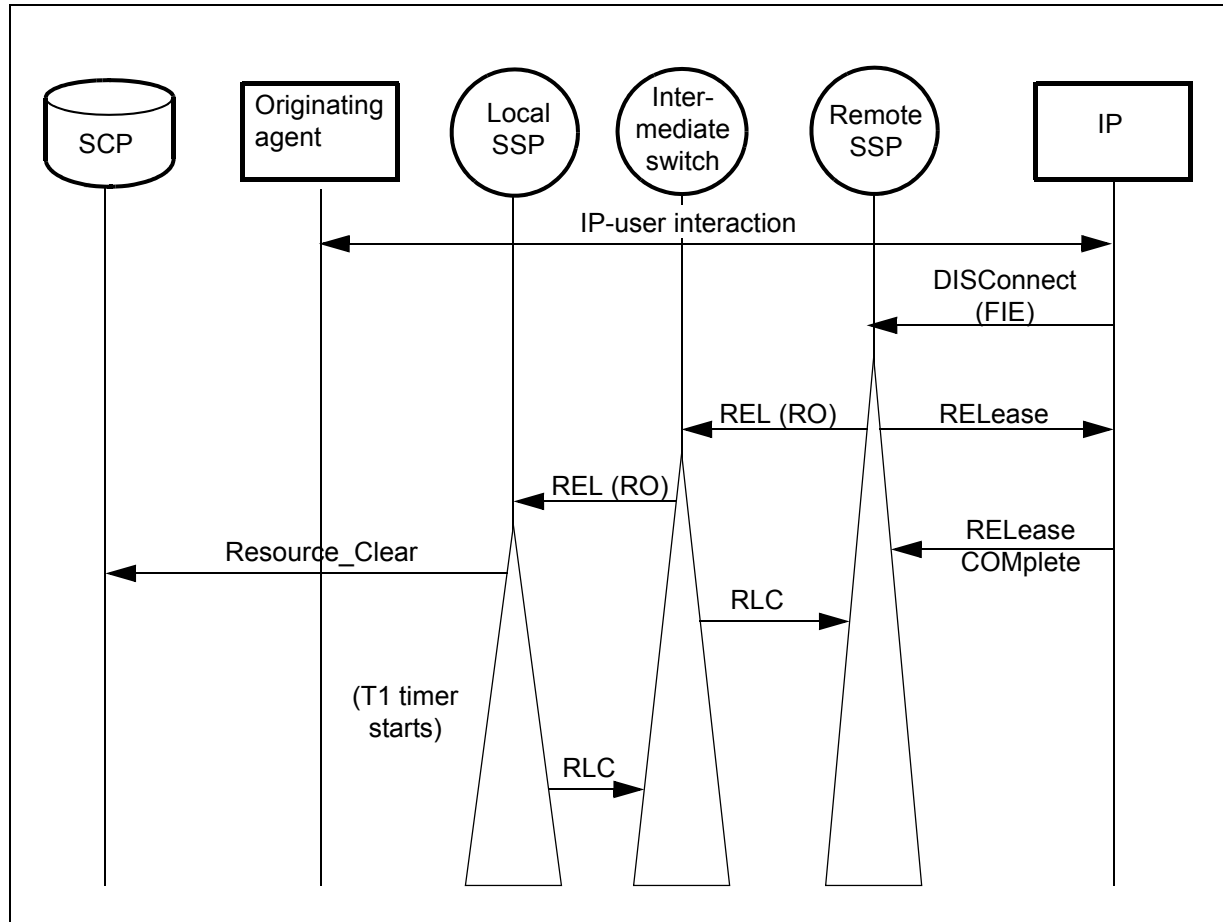 SCP
Originating
agent
Local
SSP
Inter-
mediate
switch
Remote
SSP
IP
IP-user interaction
DISConnect
(FIE)
REL (RO)
RELease
REL (RO)
RELease
COMplete
Resource_Clear
RLC
(T1 timer
starts)
RLC